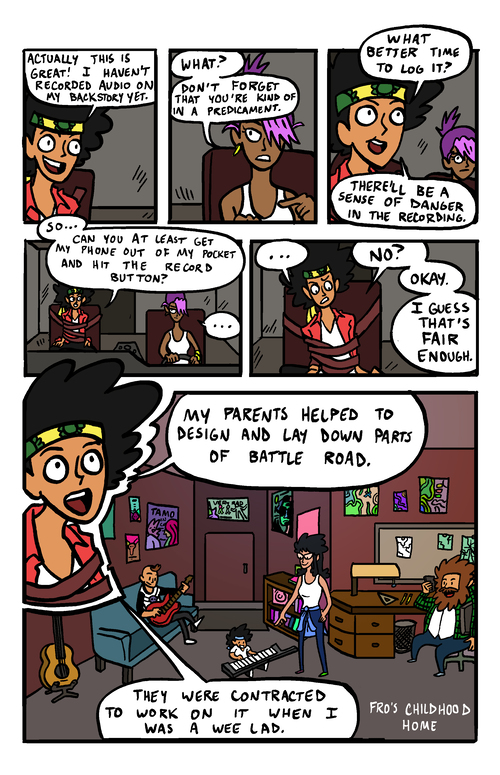 ACTUALLY THIS IS
GREAT! I HAVEN'T
RECORDED AUDIO ON
MY BACKSTORY YET.
WHAT?
DON'T FORGET
THAT YOU'RE KIND OF
IN A PREDICAMENT.
WHAT
BETTER TIME
TO LOG IT?
THERE'LL BE A
SENSE OF DANGER
IN THE RECORDING.
SO...
CAN YOU AT LEAST GET
MY PHONE OUT OF MY POCKET
AND HIT THE RECORD
BUTTON?
...
...
NO?
OKAY.
I GUESS
THAT'S
FAIR
ENOUGH.
MY PARENTS HELPED TO
DESIGN AND LAY DOWN PARTS
OF BATTLE ROAD.
TAMO
THEY WERE CONTRACTED
TO WORK ON IT WHEN I
WAS A WEE LAD.
FRO'S CHILDHOOD
HOME